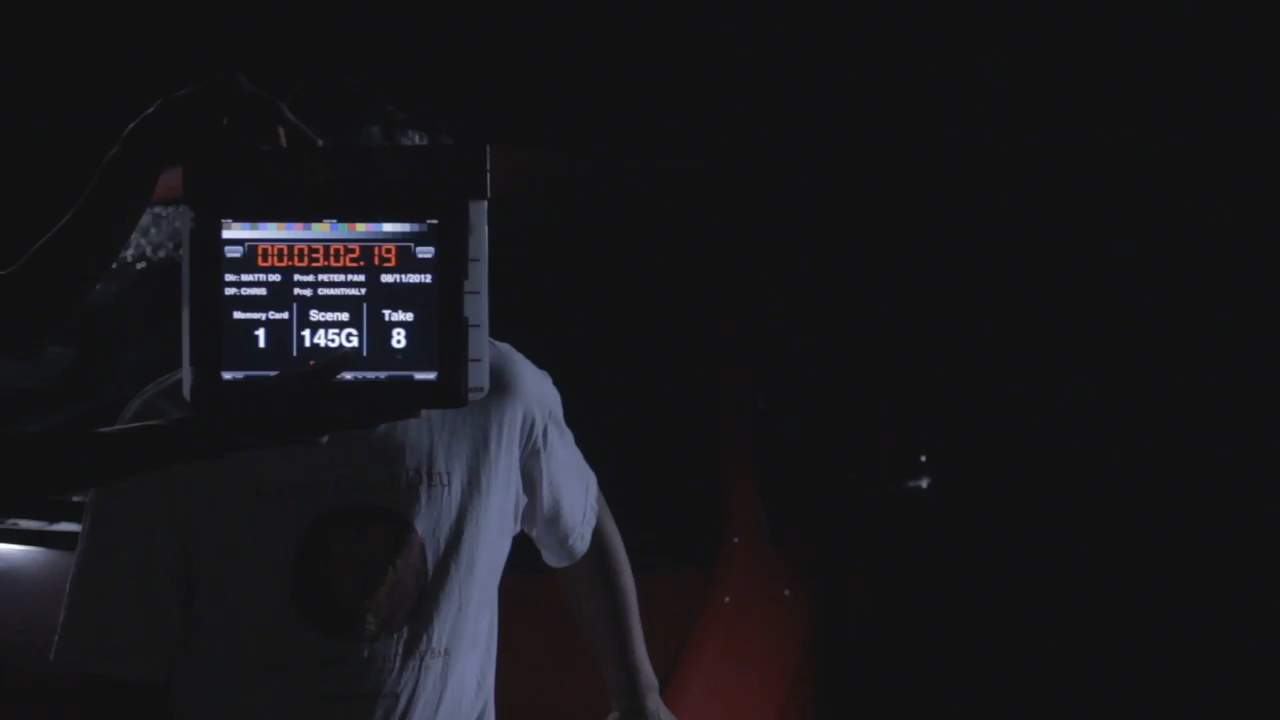 00.03.02.19
Dir: MATTI DO Prod: PETER PAN 08/11/2012
DP: CHRIS Proj: CHANTHALY
Memory Card Scene Take
1 145G 8